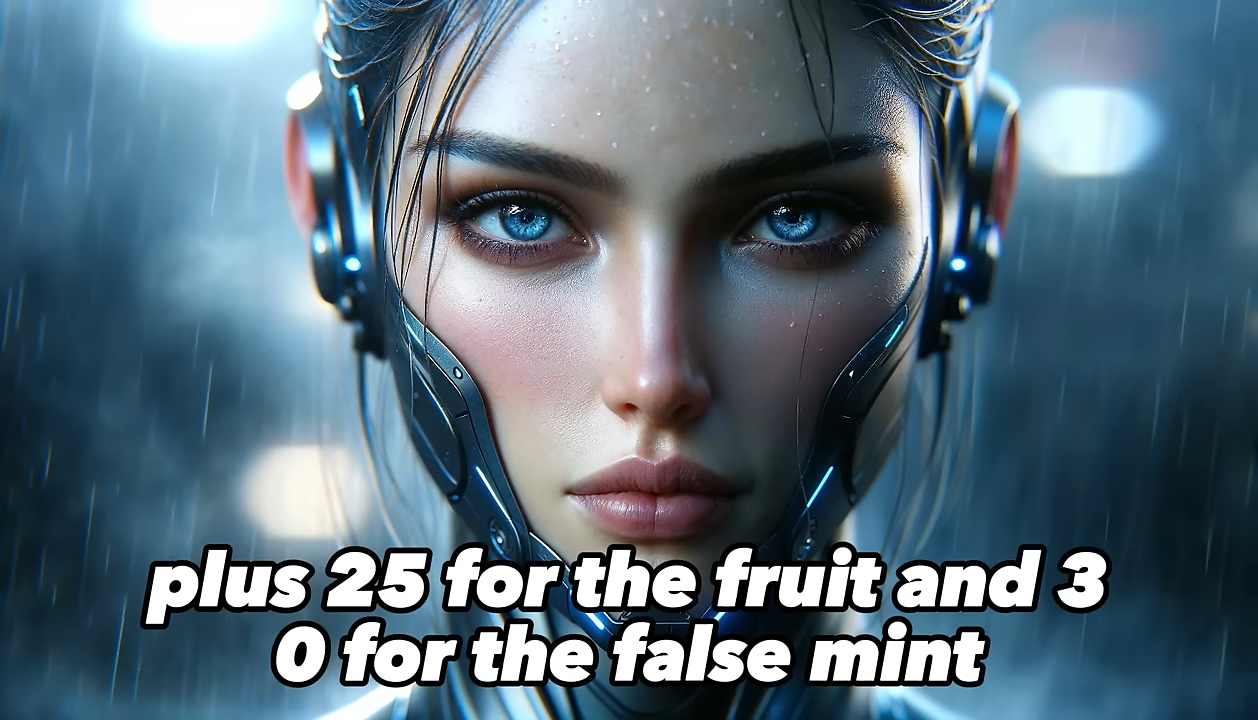 plus 25 for the fruit and 3
0 for the false mint